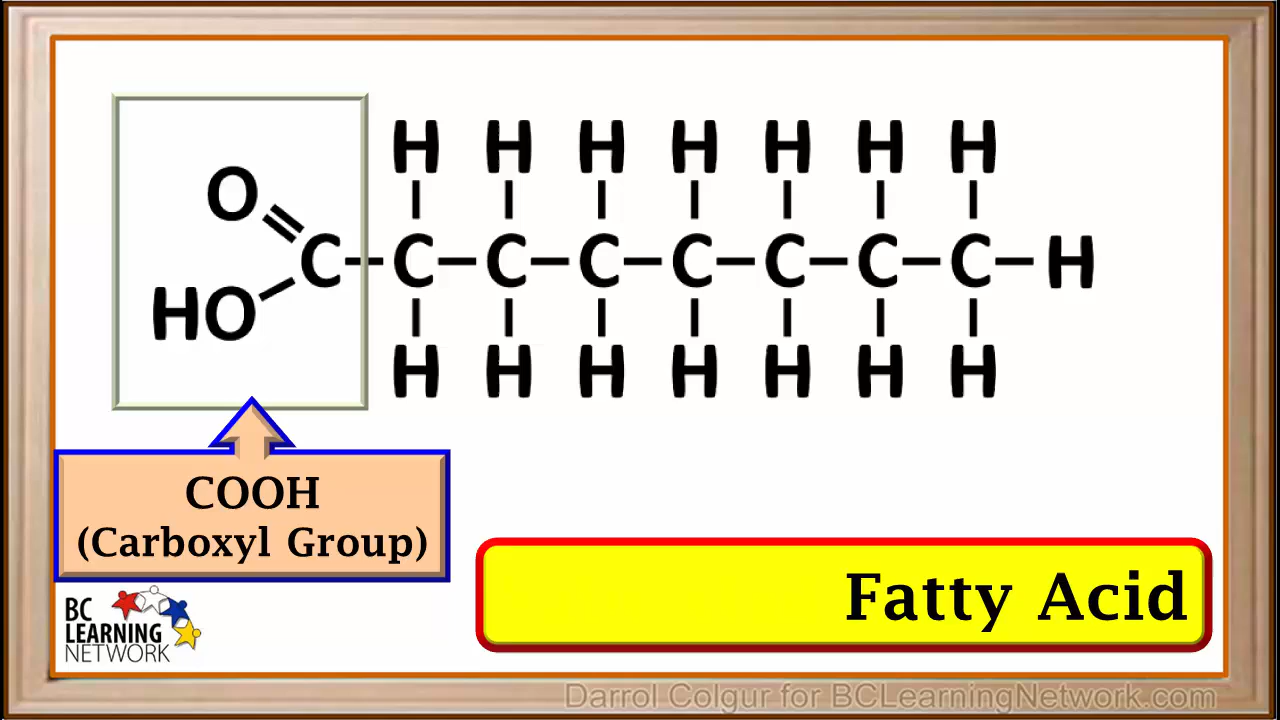 H H H H H H H
O
C C C C C C C C H
HO
H H H H H H H
COOH
(Carboxyl Group)
Fatty Acid
BC
LEARNING
NETWORK
Darrol Colgur for BCLearningNetwork.com